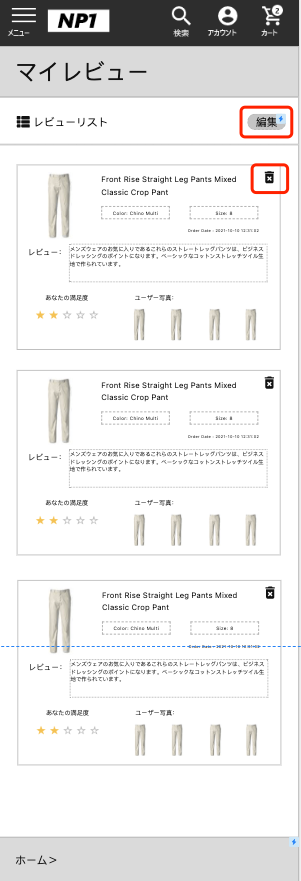 NP1
2
メニュー
検索
アカウント
カート
マイレビュー
レビューリスト
編集
Front Rise Straight Leg Pants Mixed
Classic Crop Pant
Color: Chino Multi
Size: 8
Order Date : 2021-10-10 12:31:02
レビュー:
メンズウェアのお気に入りであるこれらのストレートレッグパンツは、ビジネス
ドレッシングのポイントになります。ベーシックなコットンストレッチツイル生
地で作られています。
あなたの満足度
ユーザー写真:
Front Rise Straight Leg Pants Mixed
Classic Crop Pant
Color: Chino Multi
Size: 8
Order Date : 2021-10-10 12:31:02
レビュー:
メンズウェアのお気に入りであるこれらのストレートレッグパンツは、ビジネス
ドレッシングのポイントになります。ベーシックなコットンストレッチツイル生
地で作られています。
あなたの満足度
ユーザー写真:
Front Rise Straight Leg Pants Mixed
Classic Crop Pant
Color: Chino Multi
Size: 8
レビュー:
メンズウェアのお気に入りであるこれらのストレートレッグパンツは、ビジネス
ドレッシングのポイントになります。ベーシックなコットンストレッチツイル生
地で作られています。
あなたの満足度
ユーザー写真:
ホーム>